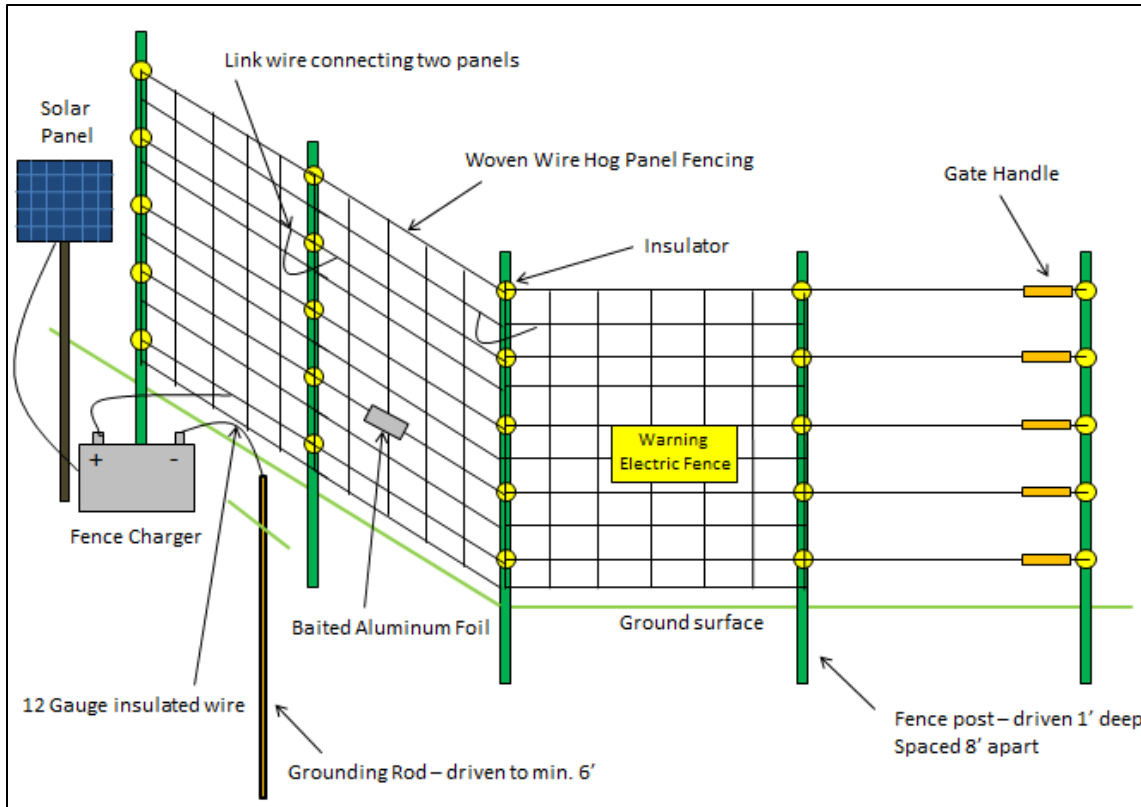 Link wire connecting two panels
Solar
Panel
Woven Wire Hog Panel Fencing
Gate Handle
Insulator
Warning
Electric Fence
+
-
Fence Charger
Baited Aluminum Foil
Ground surface
12 Gauge insulated wire
Fence post – driven 1’ deep
Spaced 8’ apart
Grounding Rod – driven to min. 6’